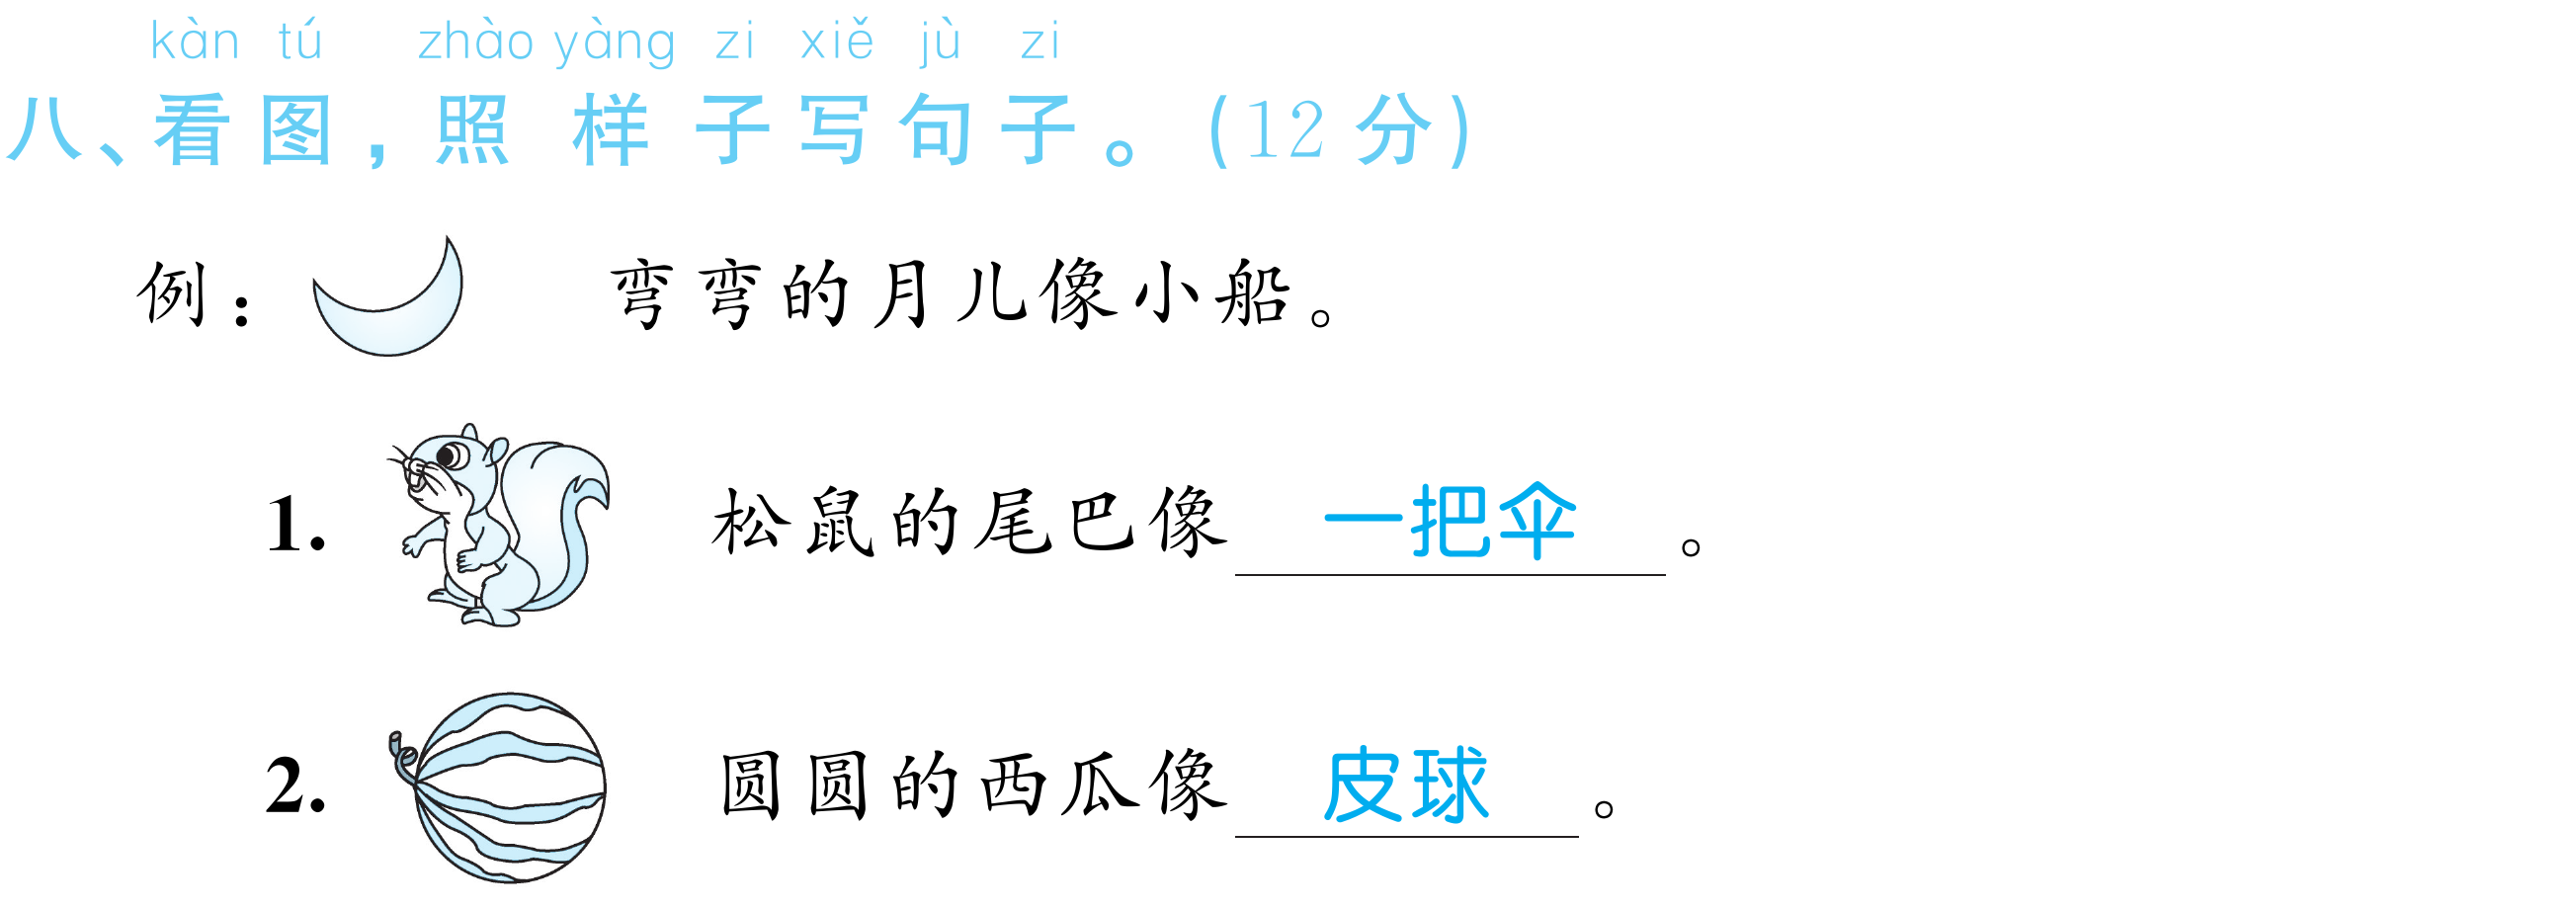 kàn tú zhào yàng zi xiě jù zi
八、看图，照样子写句子。(12分)
例： 弯弯的月儿像小船。
1. 松鼠的尾巴像 一把伞 。
2. 圆圆的西瓜像 皮球 。